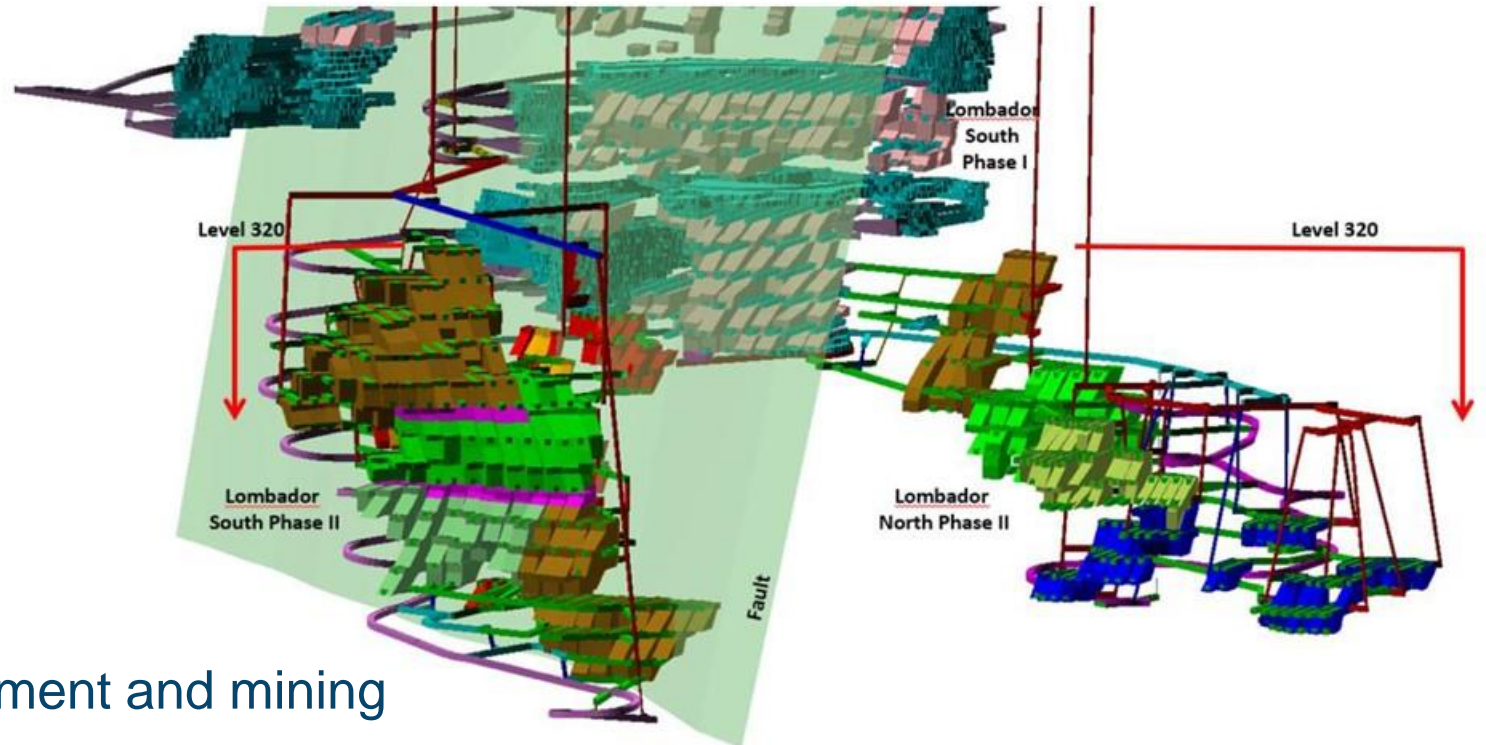 Lombador
South
Phase I
Level 320
Level 320
Lombador
South Phase II
Lombador
North Phase II
Fault
ment and mining